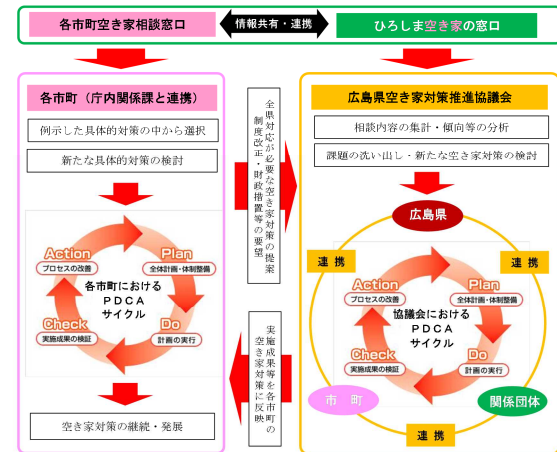 各市町空き家相談窓口
情報共有・連携
ひろしま空き家の窓口
各市町（庁内関係課と連携）
例示した具体的対策の中から選択
新たな具体的対策の検討
Action
プロセスの改善
Plan
全体計画・体制整備
各市町における
PDCA
サイクル
Check
実施成果の検証
Do
計画の実行
空き家対策の継続・発展
全県対応が必要な空き家対策の提案
制度改正・財政措置等の要望
実施成果等を各市町の
空き家対策に反映
広島県空き家対策推進協議会
相談内容の集計・傾向等の分析
課題の洗い出し・新たな空き家対策の検討
広島県
連携
連携
Action
プロセスの改善
Plan
全体計画・体制整備
協議会における
PDCA
サイクル
Check
実施成果の検証
Do
計画の実行
市町
関係団体
連携